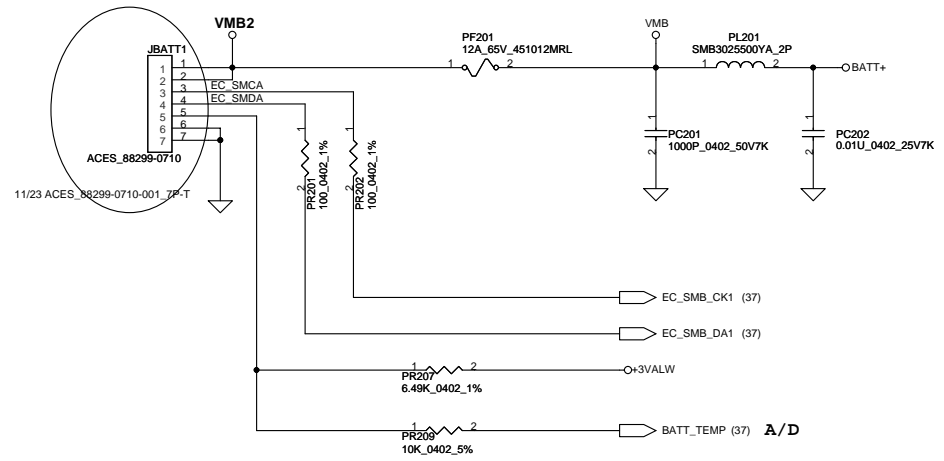 VMB2
JBATT1
1 1
2 2
3 3 EC_SMCA
4 4 EC_SMDA
5 5
6 6
7 7
ACES_88299-0710
11/23 ACES_88299-0710-001_7P-T
PF201
12A_65V_451012MRL
1 2
VMB
PL201
SMB3025500YA_2P
1 2
BATT+
1
2
PC201
1000P_0402_50V7K
1
2
PC202
0.01U_0402_25V7K
1
2
PR201
100_0402_1%
1
2
PR202
100_0402_1%
EC_SMB_CK1 (37)
EC_SMB_DA1 (37)
1 2
PR207
6.49K_0402_1%
+3VALW
1 2
PR209
10K_0402_5%
BATT_TEMP (37) A/D